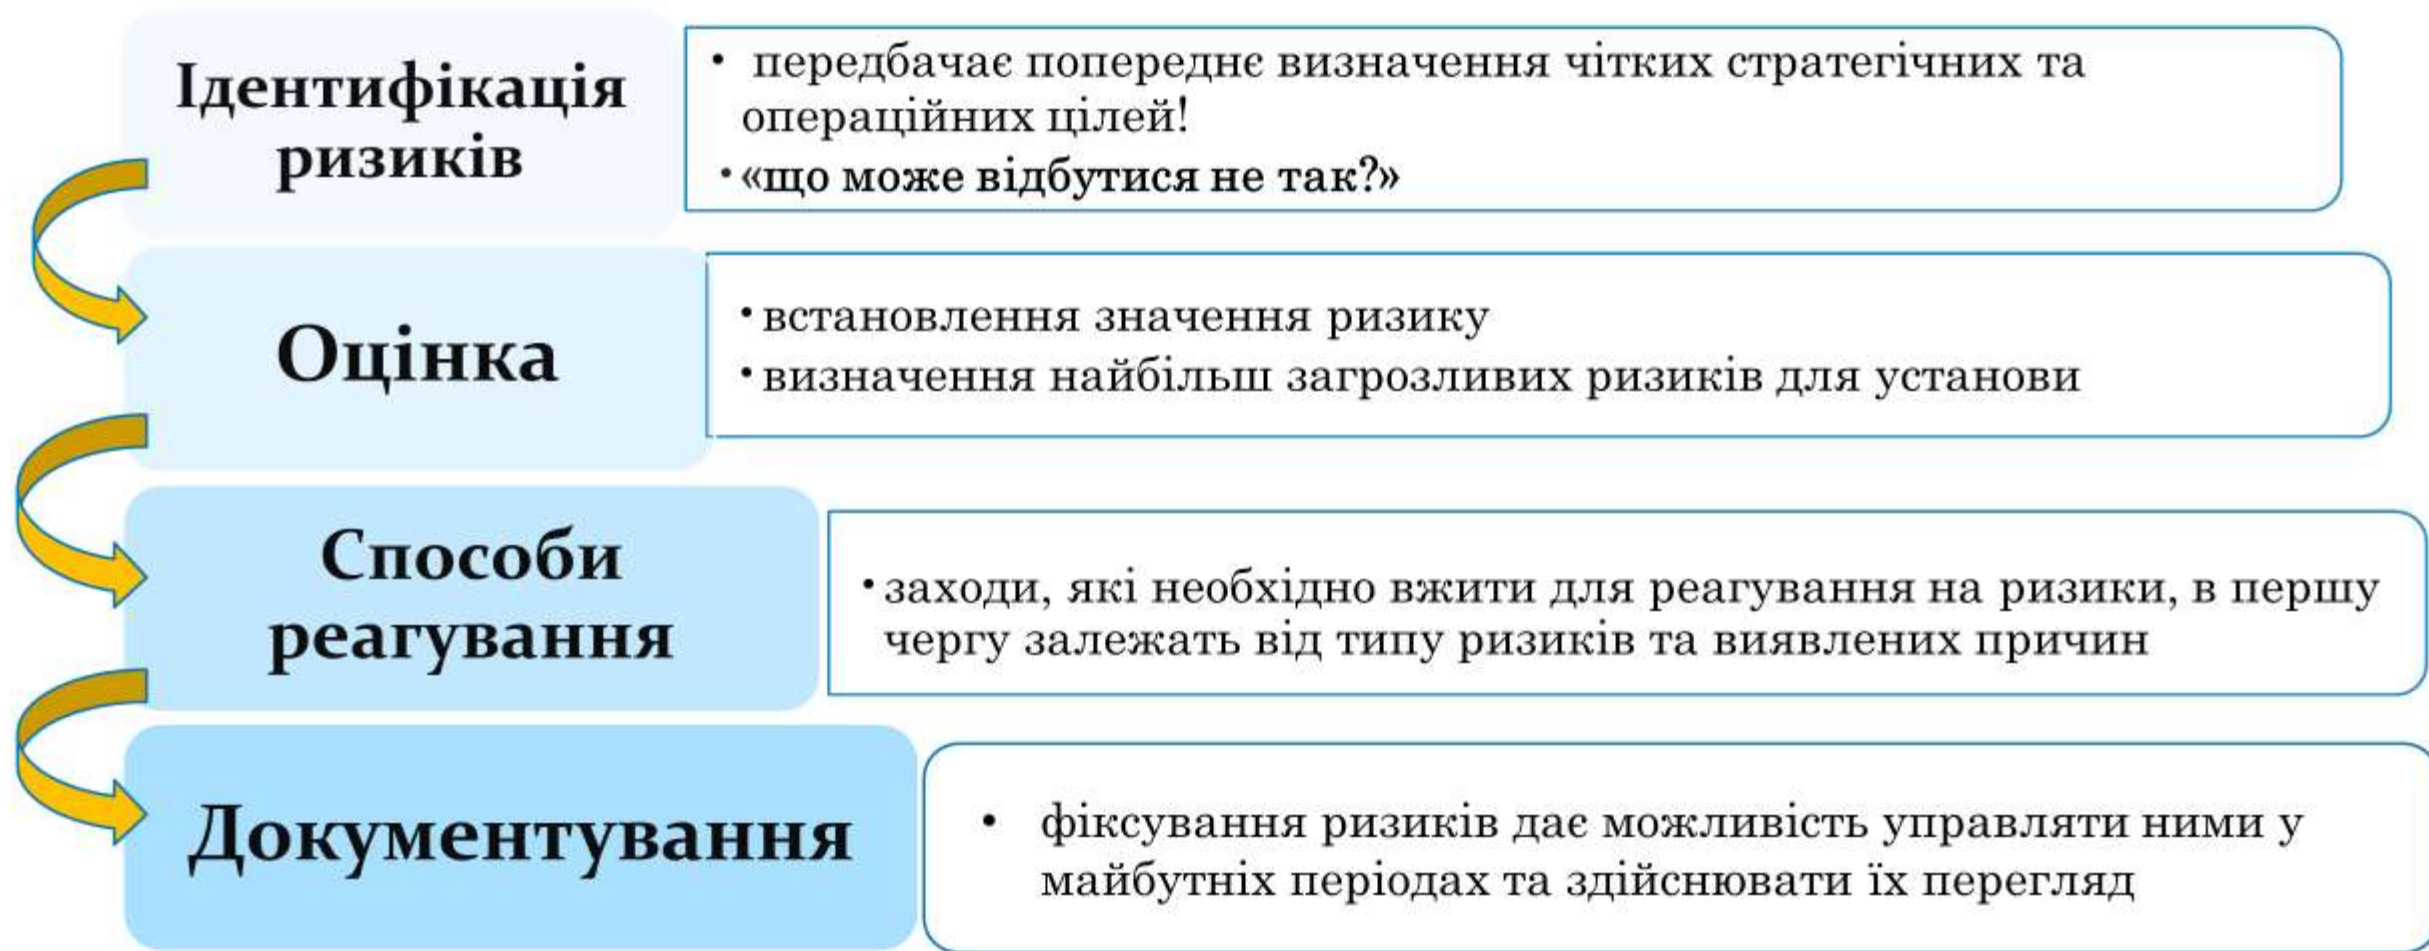 Ідентифікація
ризиків
• передбачає попереднє визначення чітких стратегічних та
операційних цілей!
• «що може відбутися не так?»
Оцінка
• встановлення значення ризику
• визначення найбільш загрозливих ризиків для установи
Способи
реагування
• заходи, які необхідно вжити для реагування на ризики, в першу
чергу залежать від типу ризиків та виявлених причин
Документування
• фіксування ризиків дає можливість управляти ними у
майбутніх періодах та здійснювати їх перегляд